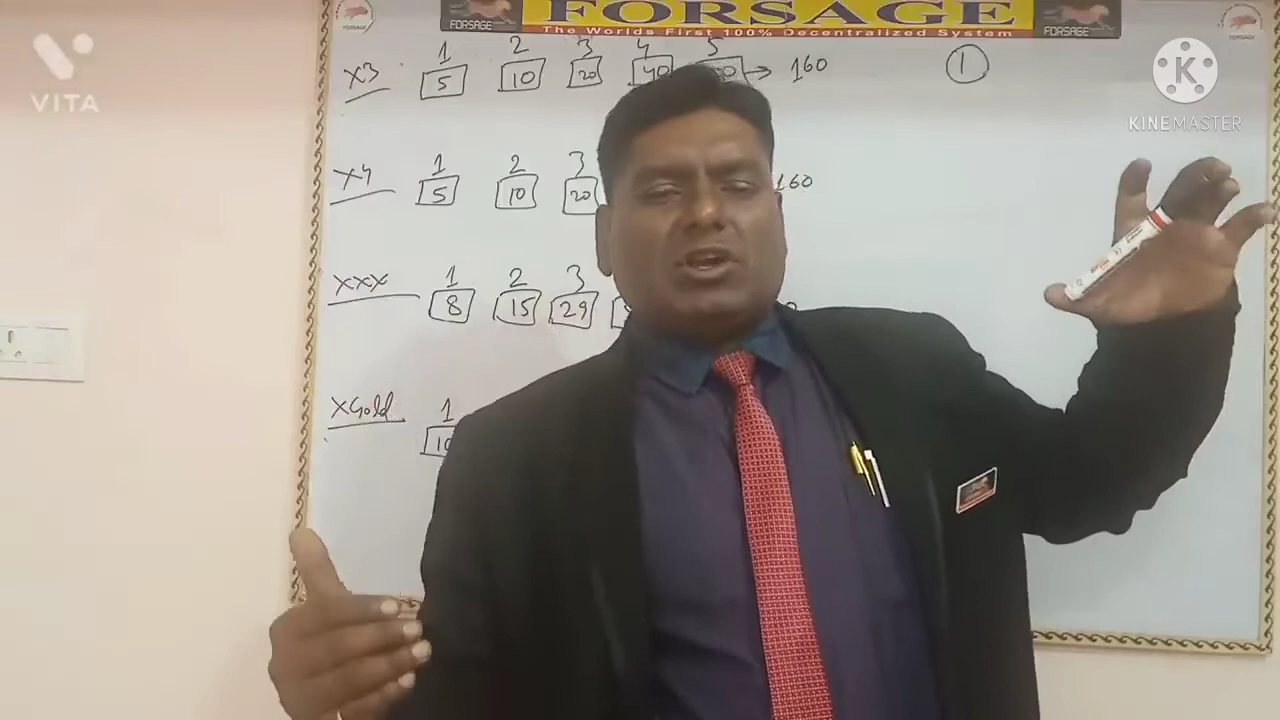 FORSAGE
FORSAGE
FORSAGE
The Worlds First 100% Decentralized System
VITA
KINEMASTER
X3 1 2 3 4 5
5 10 20 40 → 160
1
X4 1 2 3
5 10 20 160
XXX 1 2 3
8 15 29
XGold 1
10